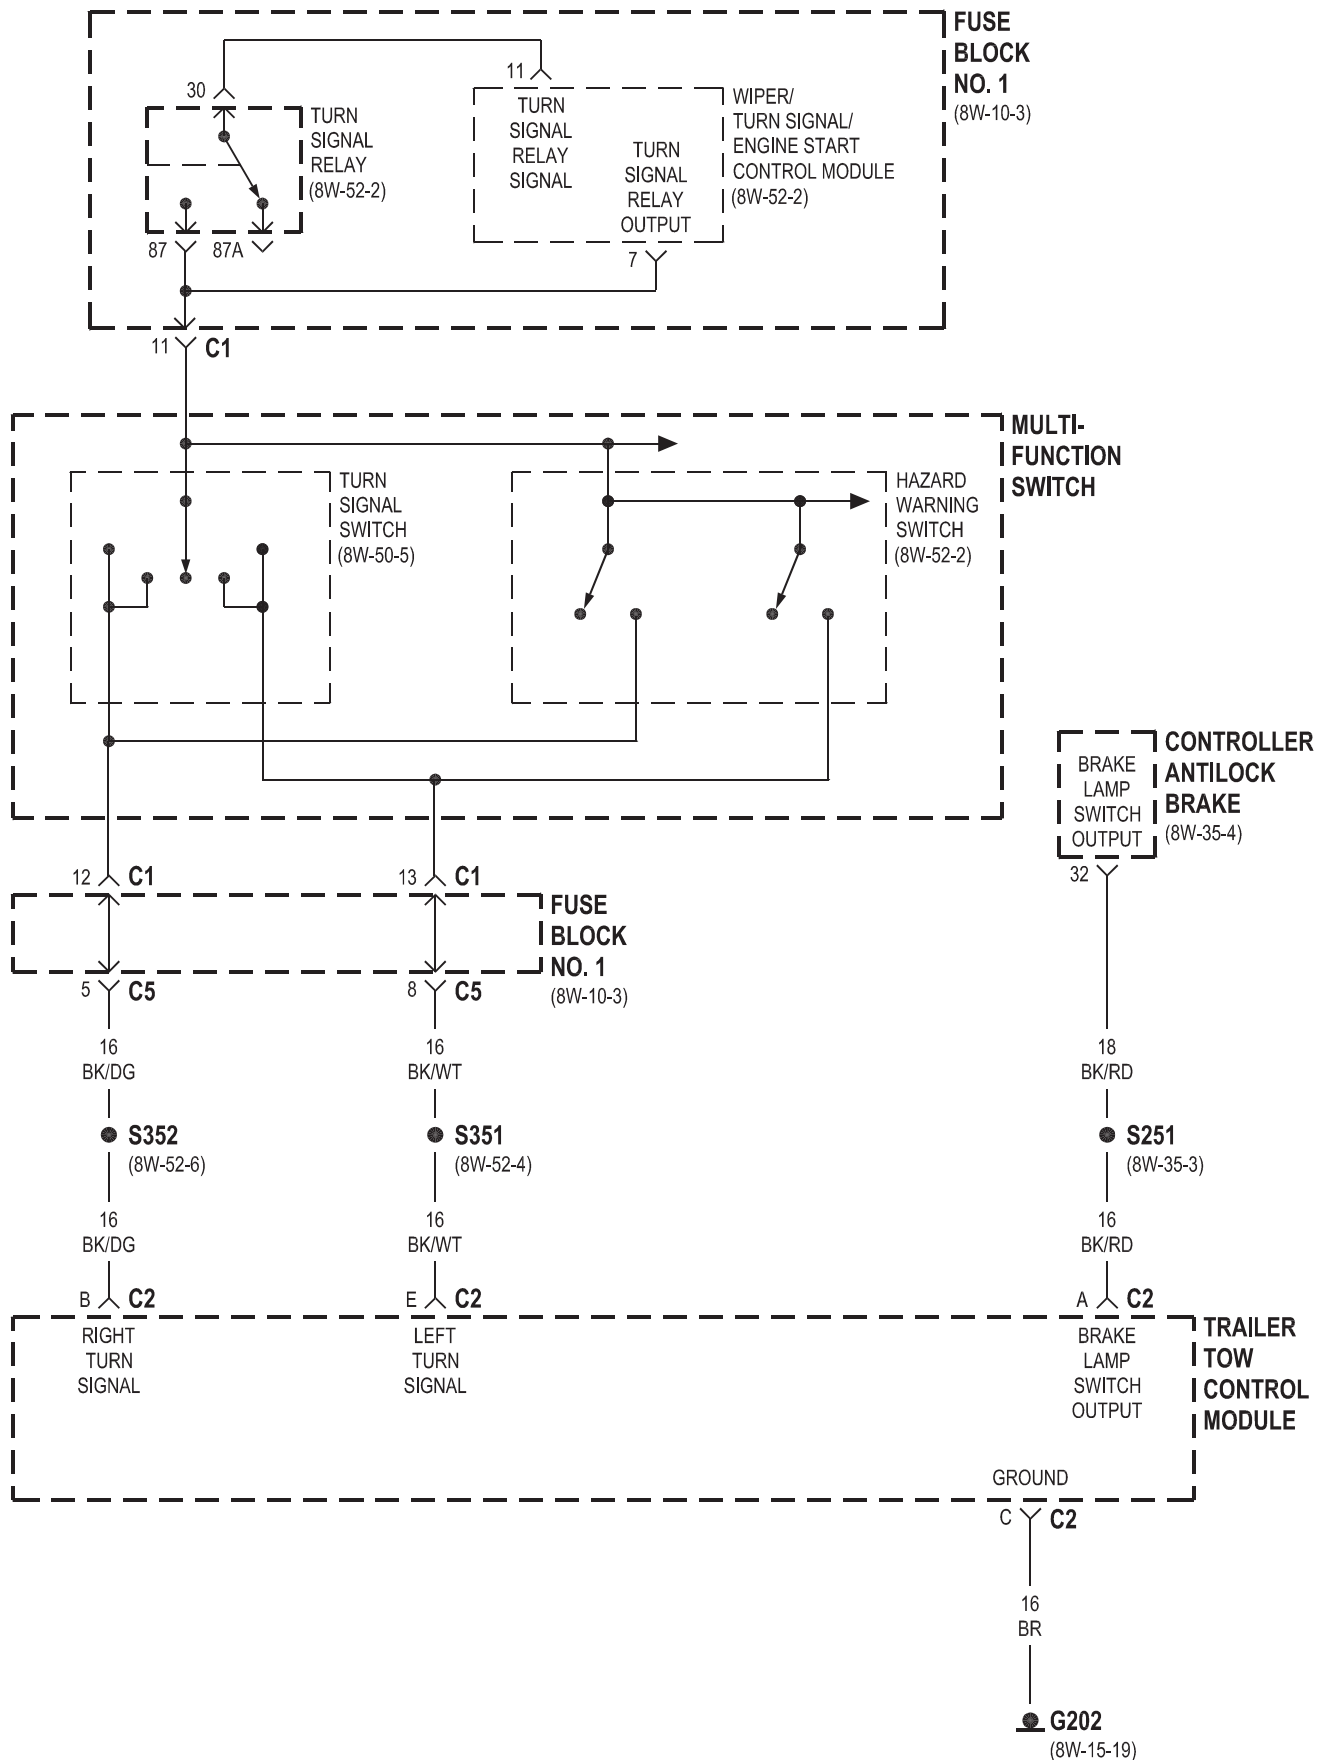 FUSE
BLOCK
NO. 1
(8W-10-3)
30
11
TURN
SIGNAL
RELAY
(8W-52-2)
TURN
SIGNAL
RELAY
SIGNAL
TURN
SIGNAL
RELAY
OUTPUT
WIPER/
TURN SIGNAL/
ENGINE START
CONTROL MODULE
(8W-52-2)
87
87A
7
11
C1
MULTI-
FUNCTION
SWITCH
TURN
SIGNAL
SWITCH
(8W-50-5)
HAZARD
WARNING
SWITCH
(8W-52-2)
CONTROLLER
ANTILOCK
BRAKE
(8W-35-4)
BRAKE
LAMP
SWITCH
OUTPUT
12
C1
13
C1
32
FUSE
BLOCK
NO. 1
(8W-10-3)
5
C5
8
C5
16
BK/DG
16
BK/WT
18
BK/RD
S352
(8W-52-6)
S351
(8W-52-4)
S251
(8W-35-3)
16
BK/DG
16
BK/WT
16
BK/RD
B
C2
E
C2
A
C2
RIGHT
TURN
SIGNAL
LEFT
TURN
SIGNAL
BRAKE
LAMP
SWITCH
OUTPUT
TRAILER
TOW
CONTROL
MODULE
GROUND
C
C2
16
BR
G202
(8W-15-19)